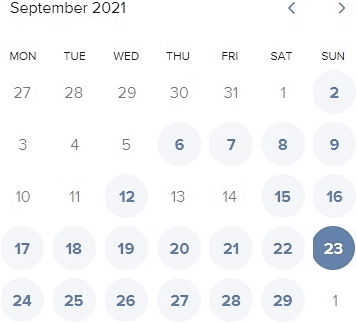 September 2021
MON TUE WED THU FRI SAT SUN
27 28 29 30 31 1 2
3 4 5 6 7 8 9
10 11 12 13 14 15 16
17 18 19 20 21 22 23
24 25 26 27 28 29 1